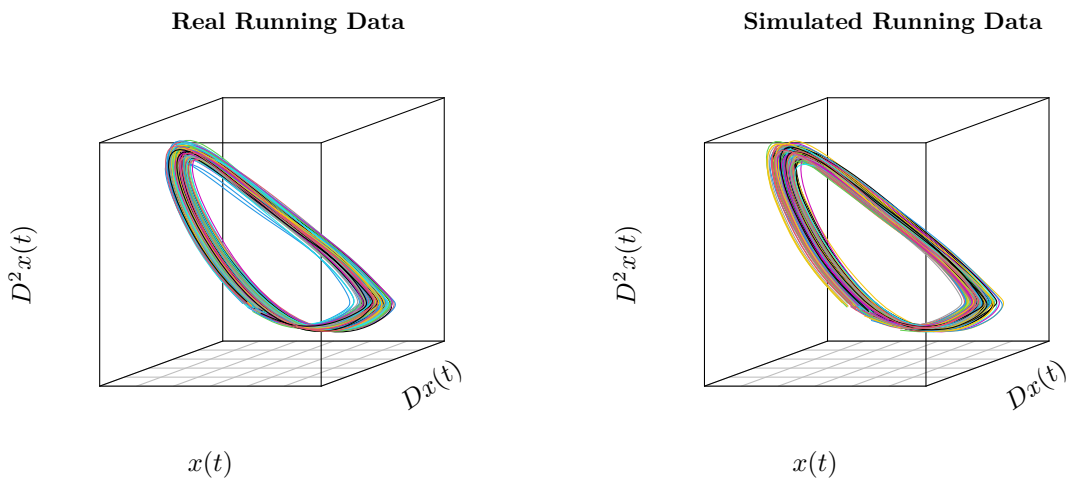 Real Running Data
D²x(t)
Dx(t)
x(t)
Simulated Running Data
D²x(t)
Dx(t)
x(t)